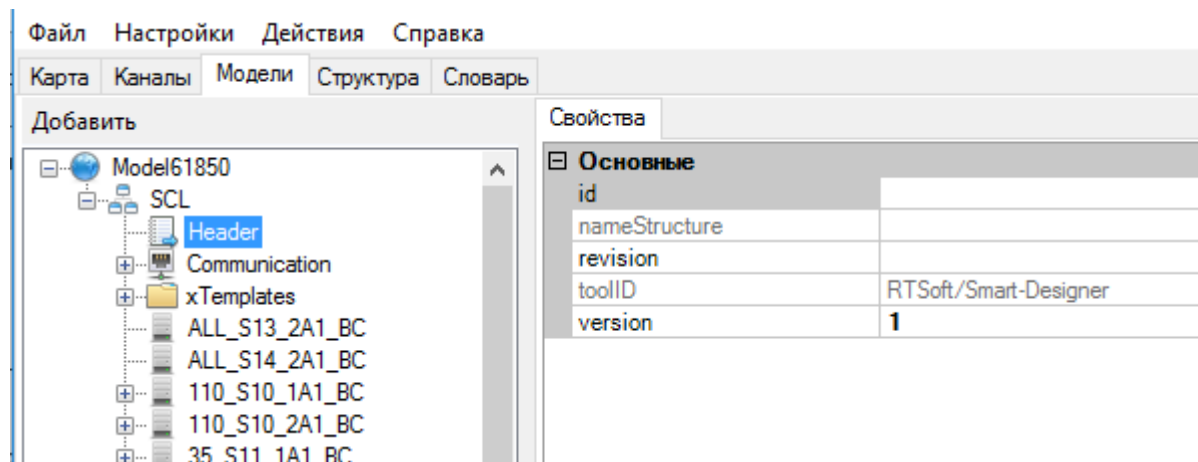 Файл Настройки Действия Справка
Карта Каналы Модели Структура Словарь
Добавить
Model61850
SCL
Header
Communication
xTemplates
ALL_S13_2A1_BC
ALL_S14_2A1_BC
110_S10_1A1_BC
110_S10_2A1_BC
35_S11_1A1_BC
Свойства
Основные
id
nameStructure
revision
toolID RTSoft/Smart-Designer
version 1